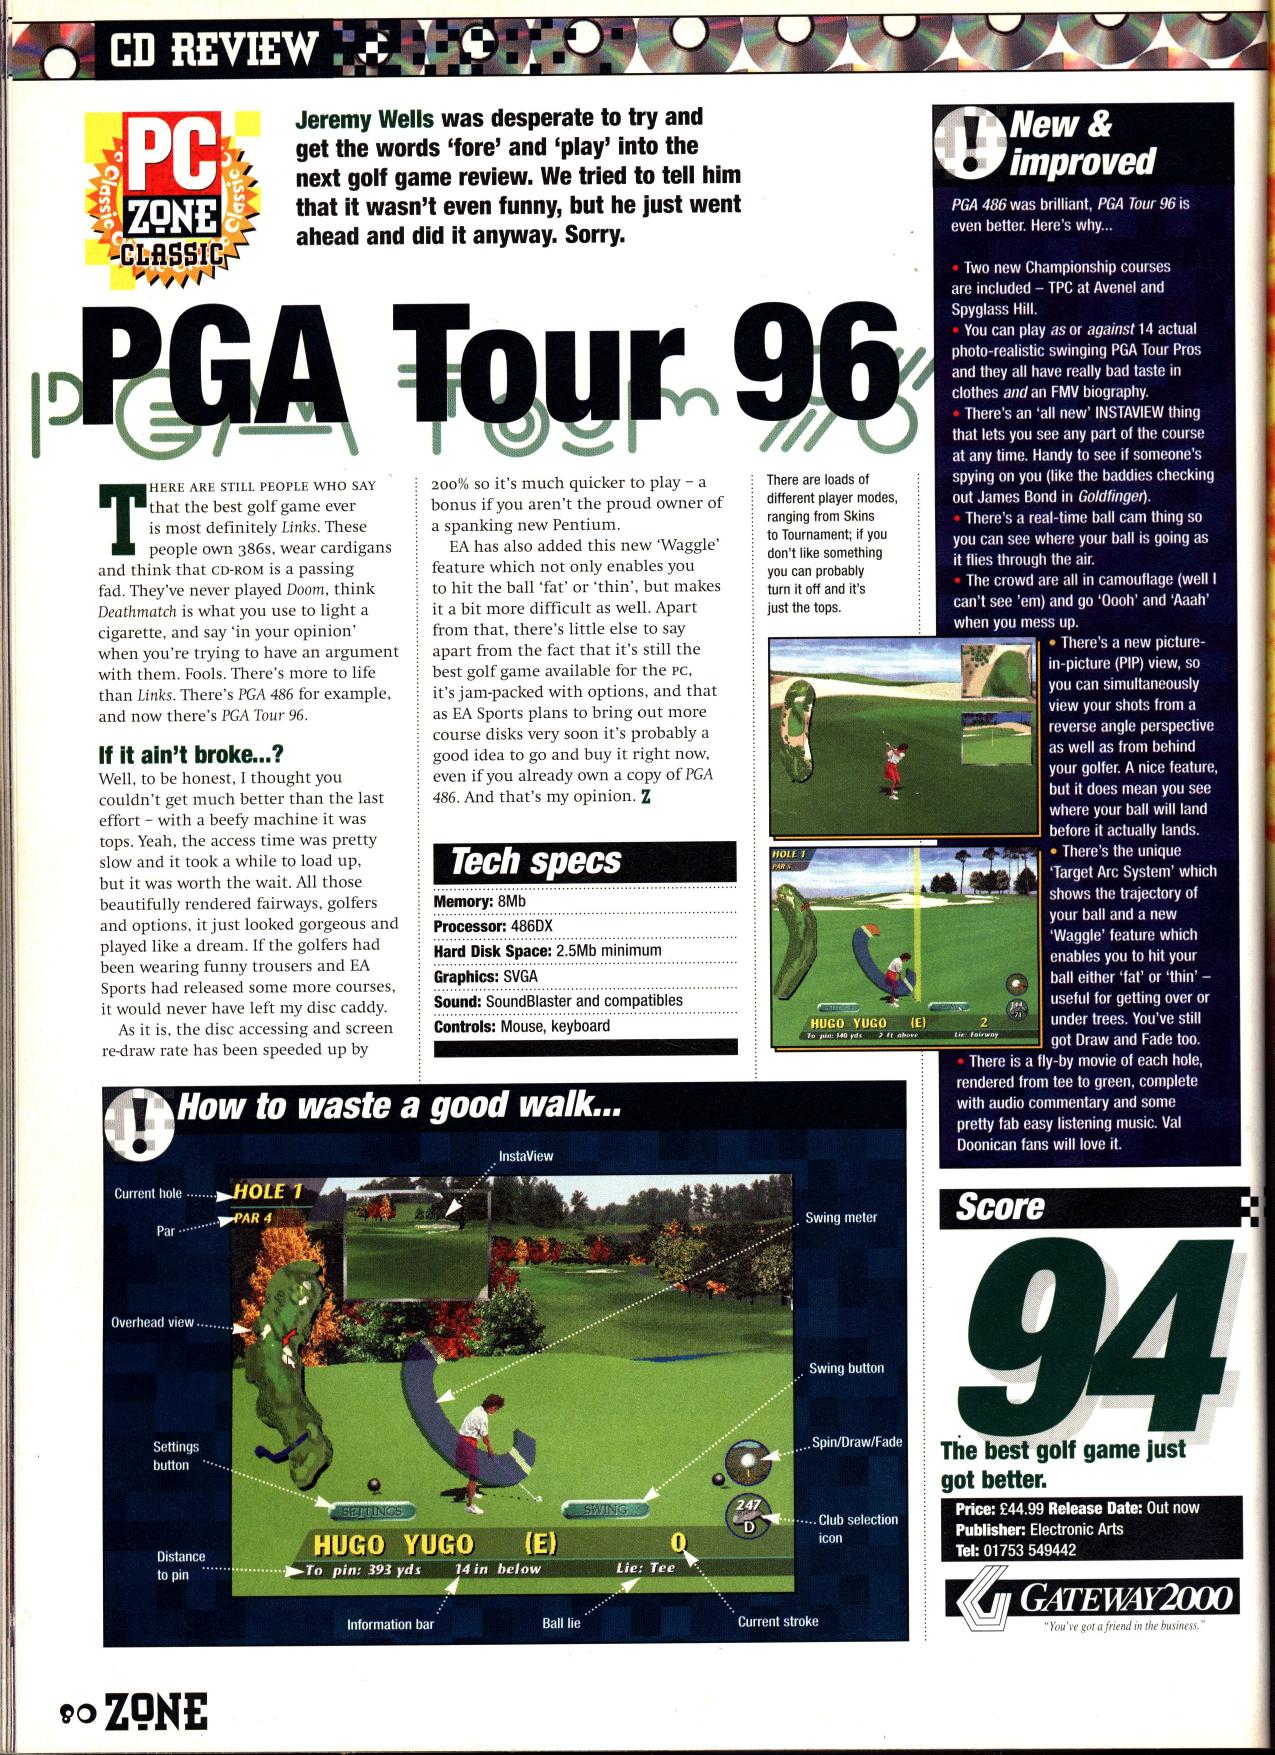 CD REVIEW
PC
ZONE
CLASSIC
Classic
Classic
Jeremy Wells was desperate to try and
get the words ‘fore’ and ‘play’ into the
next golf game review. We tried to tell him
that it wasn't even funny, but he just went
ahead and did it anyway. Sorry.
PGA Tour 96
PGA Tour 96
THERE ARE STILL PEOPLE WHO SAY
that the best golf game ever
is most definitely Links. These
people own 386s, wear cardigans
and think that CD-ROM is a passing
fad. They've never played Doom, think
Deathmatch is what you use to light a
cigarette, and say ‘in your opinion’
when you're trying to have an argument
with them. Fools. There's more to life
than Links. There's PGA 486 for example,
and now there's PGA Tour 96.
If it ain't broke...?
Well, to be honest, I thought you
couldn't get much better than the last
effort – with a beefy machine it was
tops. Yeah, the access time was pretty
slow and it took a while to load up,
but it was worth the wait. All those
beautifully rendered fairways, golfers
and options, it just looked gorgeous and
played like a dream. If the golfers had
been wearing funny trousers and EA
Sports had released some more courses,
it would never have left my disc caddy.
As it is, the disc accessing and screen
re-draw rate has been speeded up by
200% so it's much quicker to play – a
bonus if you aren't the proud owner of
a spanking new Pentium.
EA has also added this new ‘Waggle’
feature which not only enables you
to hit the ball ‘fat’ or ‘thin’, but makes
it a bit more difficult as well. Apart
from that, there's little else to say
apart from the fact that it's still the
best golf game available for the PC,
it's jam-packed with options, and that
as EA Sports plans to bring out more
course disks very soon it's probably a
good idea to go and buy it right now,
even if you already own a copy of PGA
486. And that's my opinion. Z
Tech specs
Memory: 8Mb
Processor: 486DX
Hard Disk Space: 2.5Mb minimum
Graphics: SVGA
Sound: SoundBlaster and compatibles
Controls: Mouse, keyboard
There are loads of
different player modes,
ranging from Skins
to Tournament; if you
don't like something
you can probably
turn it off and it's
just the tops.
HOLE 1
PAR 5
HUGO YUGO (E) 2
To pin: 140 yds 2 ft above Lie: Fairway
New &
improved
PGA 486 was brilliant, PGA Tour 96 is
even better. Here's why...
• Two new Championship courses
are included – TPC at Avenel and
Spyglass Hill.
• You can play as or against 14 actual
photo-realistic swinging PGA Tour Pros
and they all have really bad taste in
clothes and an FMV biography.
• There's an ‘all new’ INSTAVIEW thing
that lets you see any part of the course
at any time. Handy to see if someone's
spying on you (like the baddies checking
out James Bond in Goldfinger).
• There's a real-time ball cam thing so
you can see where your ball is going as
it flies through the air.
• The crowd are all in camouflage (well I
can't see 'em) and go ‘Oooh’ and ‘Aaah’
when you mess up.
• There's a new picture-
in-picture (PIP) view, so
you can simultaneously
view your shots from a
reverse angle perspective
as well as from behind
your golfer. A nice feature,
but it does mean you see
where your ball will land
before it actually lands.
• There's the unique
‘Target Arc System’ which
shows the trajectory of
your ball and a new
‘Waggle’ feature which
enables you to hit your
ball either ‘fat’ or ‘thin’ –
useful for getting over or
under trees. You've still
got Draw and Fade too.
• There is a fly-by movie of each hole,
rendered from tee to green, complete
with audio commentary and some
pretty fab easy listening music. Val
Doonican fans will love it.
How to waste a good walk...
InstaView
Current hole
Par
Overhead view
Settings
button
Distance
to pin
Information bar
Ball lie
Current stroke
Swing meter
Swing button
Spin/Draw/Fade
Club selection
icon
HOLE 1
PAR 4
SETTINGS
SWING
247
D
HUGO YUGO (E) 0
To pin: 393 yds 14 in below Lie: Tee
Score
94
The best golf game just
got better.
Price: £44.99 Release Date: Out now
Publisher: Electronic Arts
Tel: 01753 549442
GATEWAY2000
"You've got a friend in the business."
80 ZONE